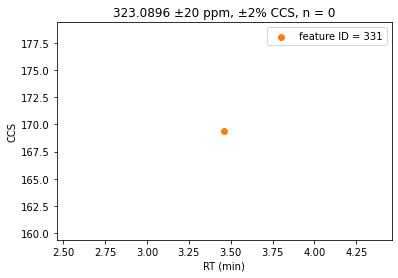 323.0896 ±20 ppm, ±2% CCS, n = 0
feature ID = 331
CCS
177.5
175.0
172.5
170.0
167.5
165.0
162.5
160.0
2.50 2.75 3.00 3.25 3.50 3.75 4.00 4.25
RT (min)